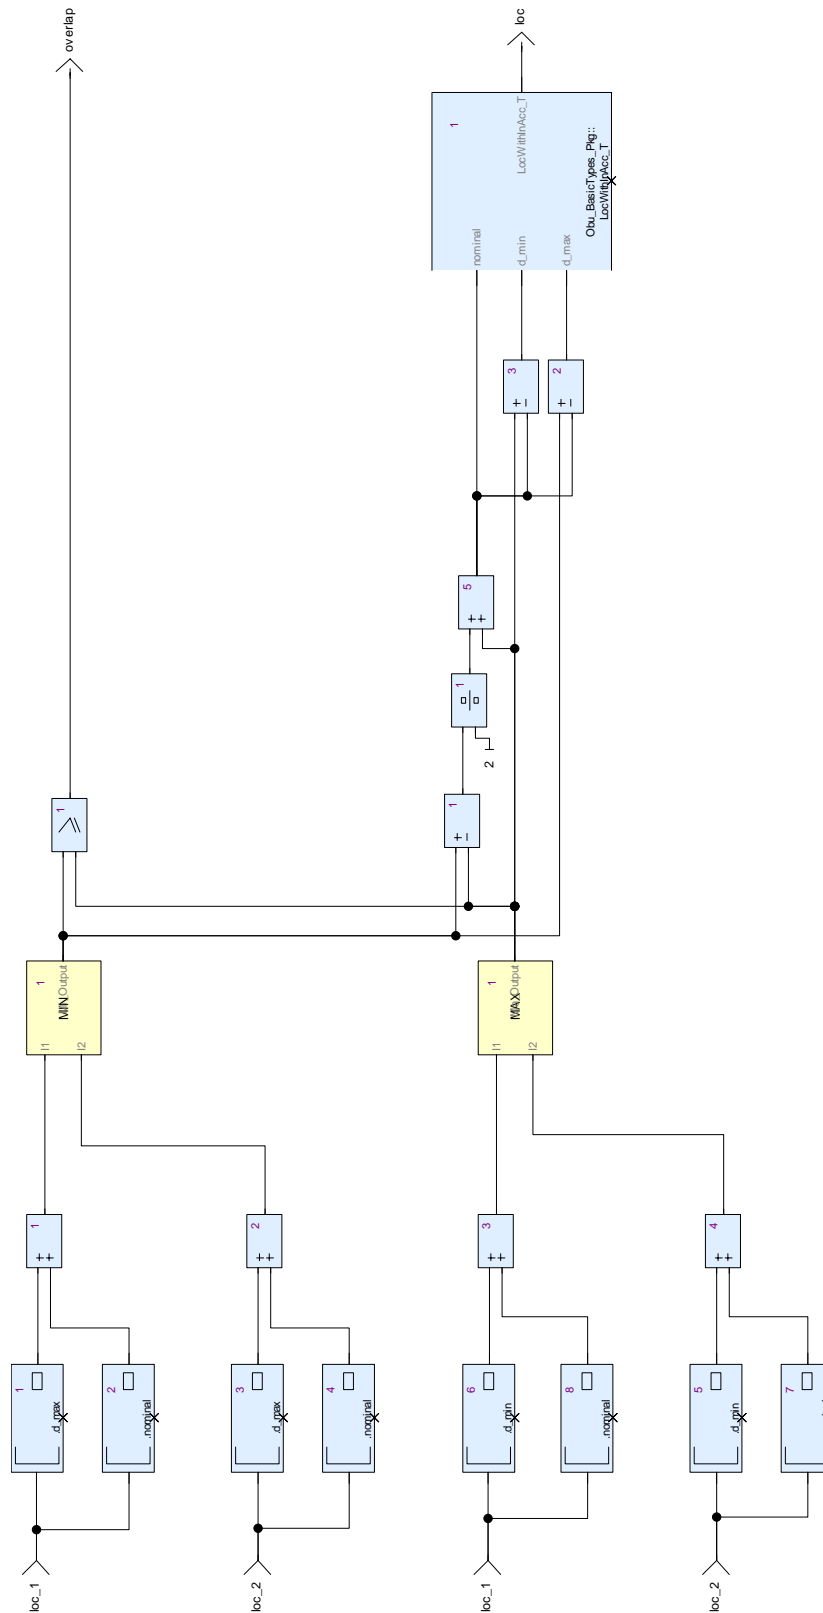 overlap
loc
1
LocWithInAcc_T
Obu_BasicTypes_Pkg::
LocWithInAcc_T
nominal
d_min
d_max
3
+
-
2
+
-
5
+
+
1
2
1
≥
1
+
-
1
MIN
Output
I1
I2
1
MAX
Output
I1
I2
1
+
+
2
+
+
3
+
+
4
+
+
1
.d_max
2
.nominal
3
.d_max
4
.nominal
6
.d_min
8
.nominal
5
.d_min
7
loc_1
loc_2
loc_1
loc_2